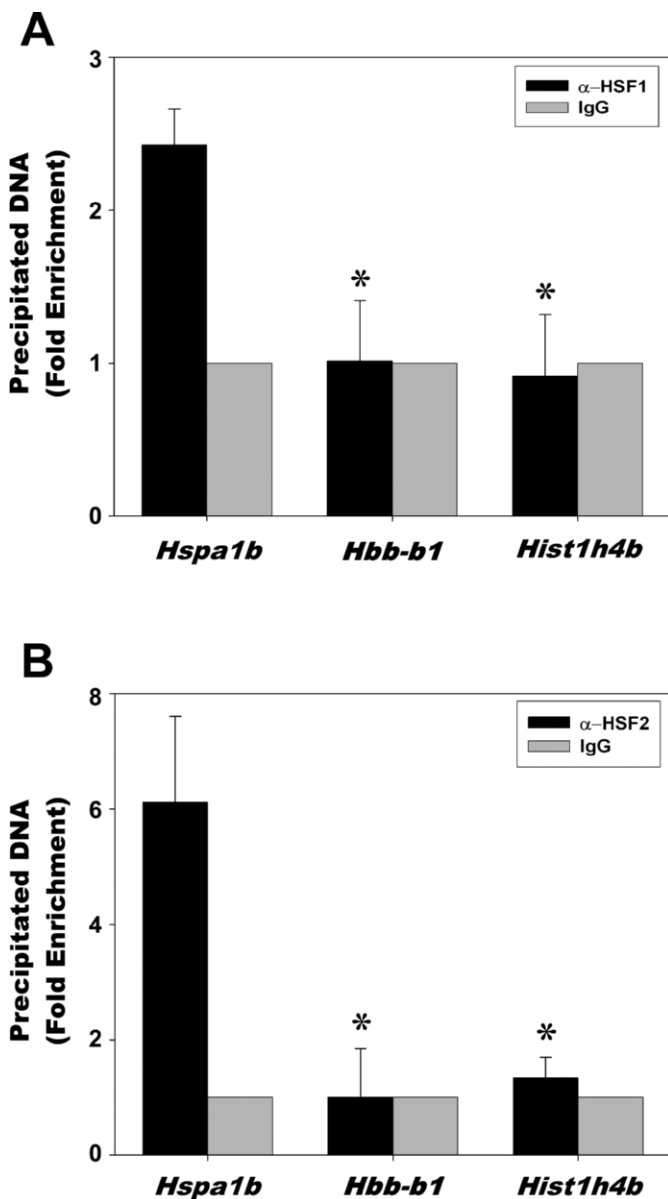 A
3
2
1
0
Precipitated DNA
(Fold Enrichment)
α–HSF1
IgG
*
*
Hspa1b
Hbb-b1
Hist1h4b
B
8
6
4
2
0
Precipitated DNA
(Fold Enrichment)
α–HSF2
IgG
*
*
Hspa1b
Hbb-b1
Hist1h4b